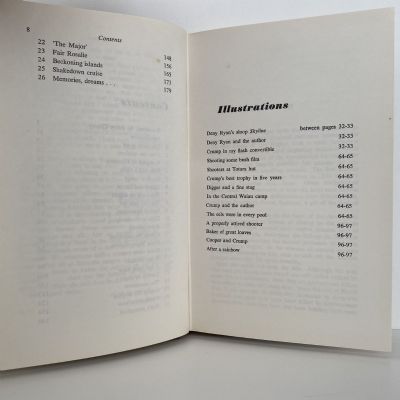 8 Contents
22 'The Major' 148
23 Fair Rosalie 156
24 Beckoning islands 165
25 Shakedown cruise 171
26 Memories, dreams . . . 179
Illustrations
Deny Ryan's sloop Skyline between pages 32-33
Deny Ryan and the author 32-33
Crump in my flash convertible 32-33
Shooting some bush film 64-65
Shooters at Totara hut 64-65
Crump's best trophy in five years 64-65
Digger and a fine stag 64-65
In the Central Waiau camp 64-65
Crump and the author 64-65
The eels were in every pool 64-65
A properly attired shooter 96-97
Baker of great loaves 96-97
Cooper and Crump 96-97
After a rainbow 96-97